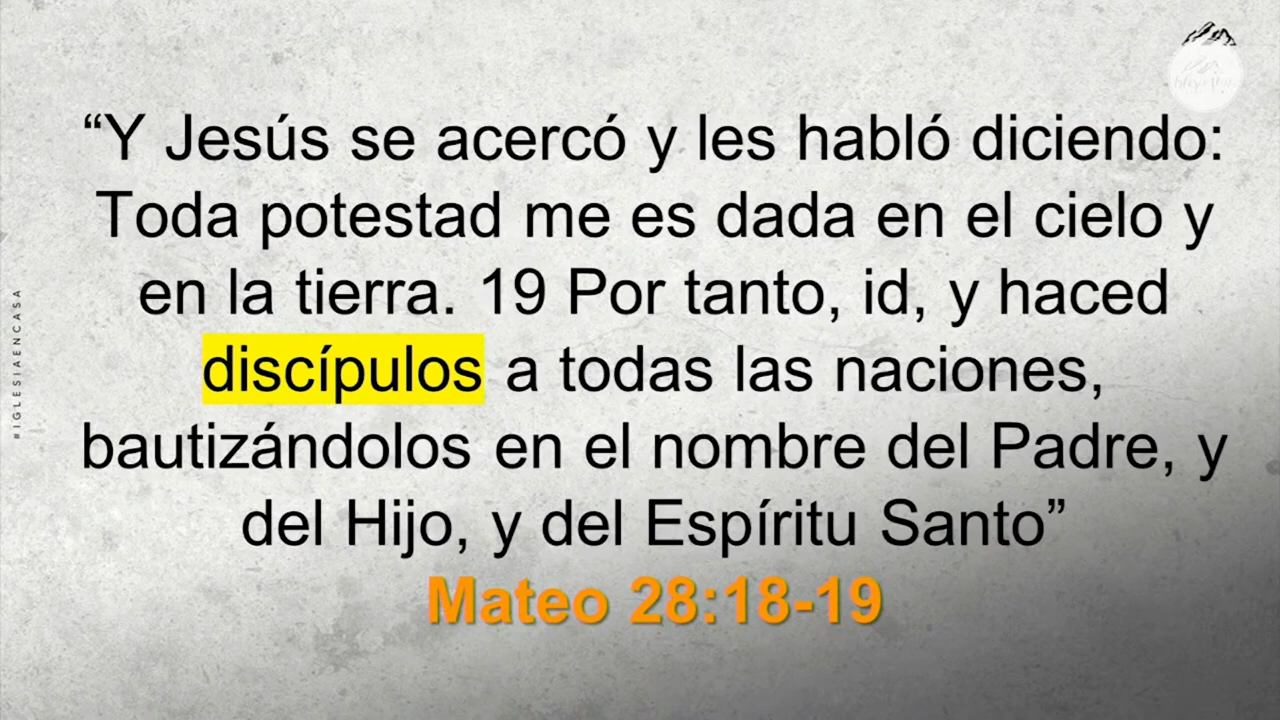 “Y Jesús se acercó y les habló diciendo:
Toda potestad me es dada en el cielo y
en la tierra. 19 Por tanto, id, y haced
discípulos a todas las naciones,
bautizándolos en el nombre del Padre, y
del Hijo, y del Espíritu Santo”
Mateo 28:18-19
#IGLESIAENCASA